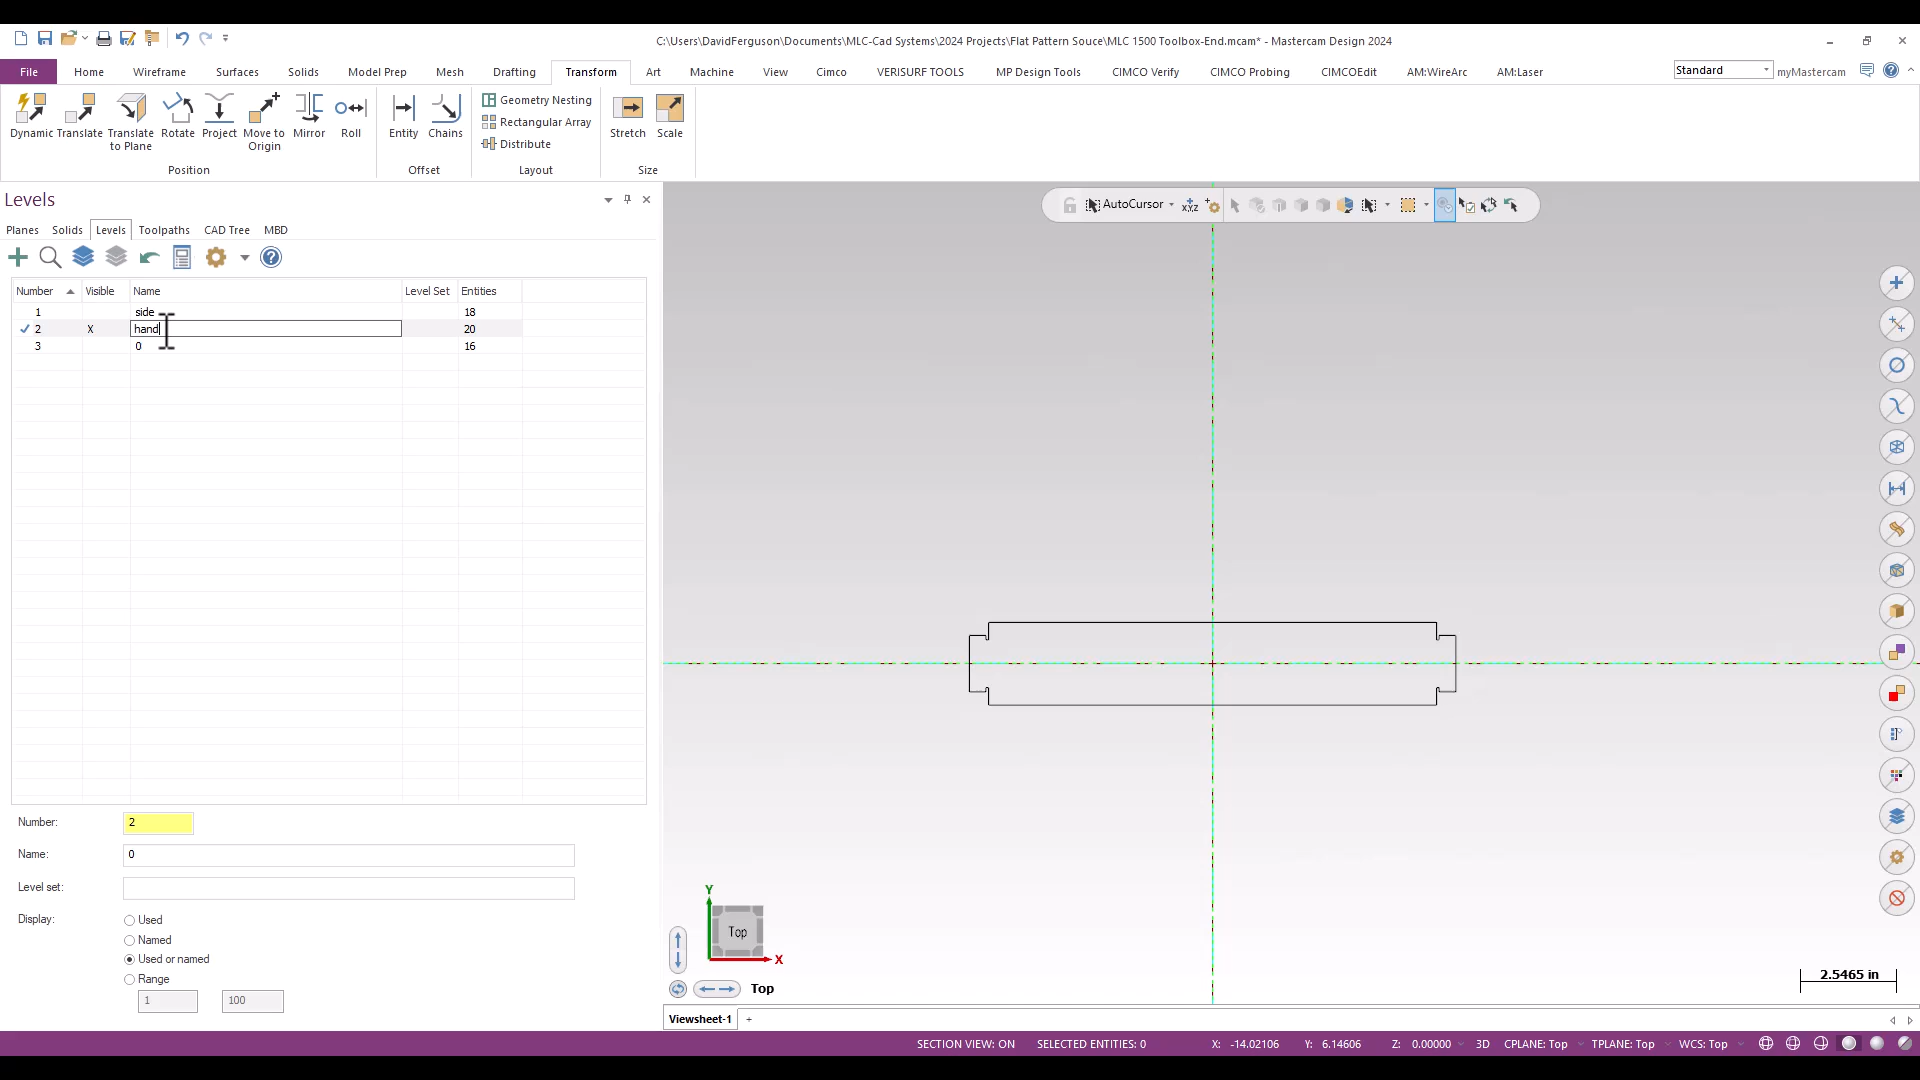 C:\Users\DavidFerguson\Documents\MLC-Cad Systems\2024 Projects\Flat Pattern Souce\MLC 1500 Toolbox-End.mcam* - Mastercam Design 2024
File Home Wireframe Surfaces Solids Model Prep Mesh Drafting Transform Art Machine View Cimco VERISURF TOOLS MP Design Tools CIMCO Verify CIMCO Probing CIMCOEdit AM:WireArc AM:Laser Standard myMastercam
Dynamic Translate Translate to Plane Rotate Project Move to Origin Mirror Roll Entity Chains Geometry Nesting Stretch Scale
Rectangular Array
Distribute
Position Offset Layout Size
Levels
AutoCursor
Planes Solids Levels Toolpaths CAD Tree MBD
Number Visible Name Level Set Entities
1 side 18
2 X hand 20
3 0 16
Number: 2
Name: 0
Level set:
Display: Used
Named
Used or named
Range
1 100
Y
Top
X
Top
2.5465 in
Viewsheet-1 +
SECTION VIEW: ON SELECTED ENTITIES: 0 X: -14.02106 Y: 6.14606 Z: 0.00000 3D CPLANE: Top TPLANE: Top WCS: Top